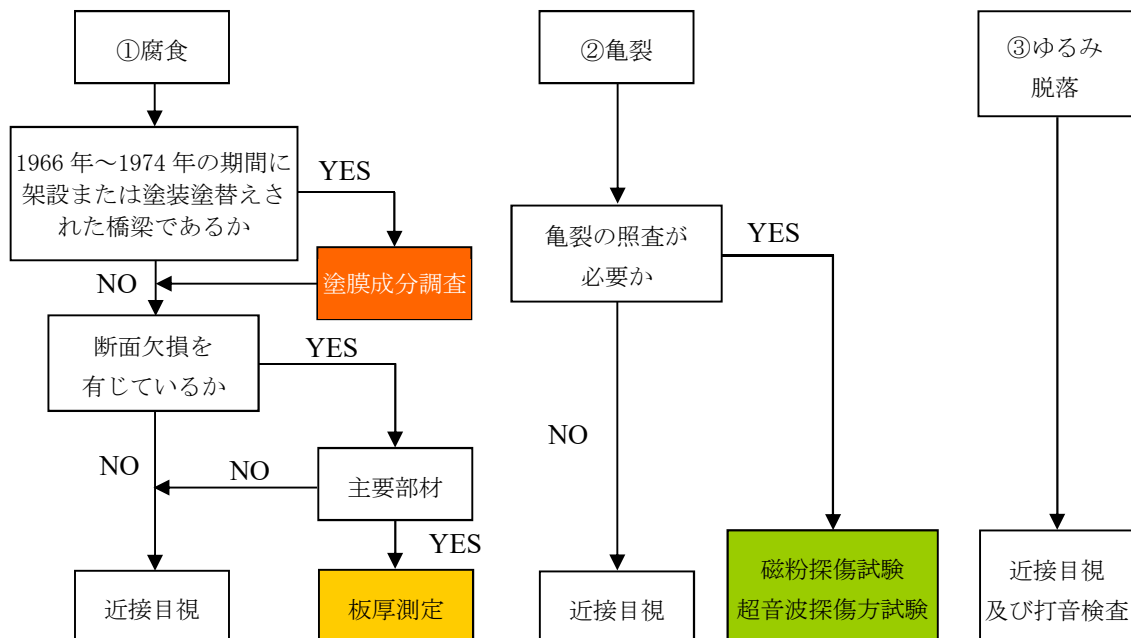 ①腐食
1966 年～1974 年の期間に
架設または塗装塗替えさ
れた橋梁であるか
YES
NO
塗膜成分調査
断面欠損を
有じているか
YES
NO
NO
主要部材
YES
近接目視
板厚測定
②亀裂
亀裂の照査が
必要か
YES
NO
近接目視
磁粉探傷試験
超音波探傷方試験
③ゆるみ
脱落
近接目視
及び打音検査